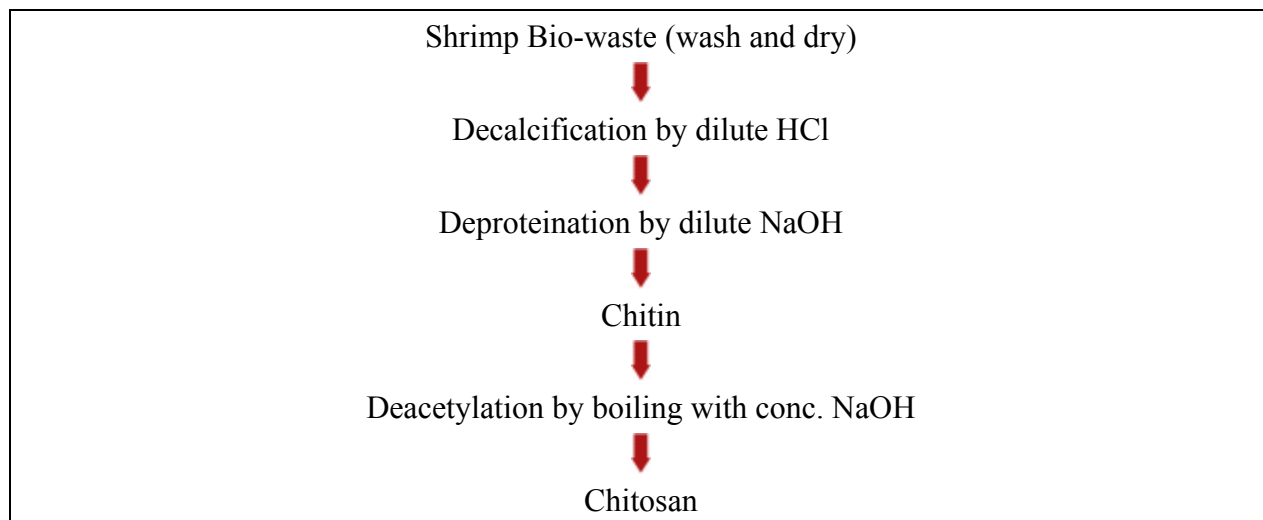 Shrimp Bio-waste (wash and dry)
Decalcification by dilute HCl
Deproteination by dilute NaOH
Chitin
Deacetylation by boiling with conc. NaOH
Chitosan